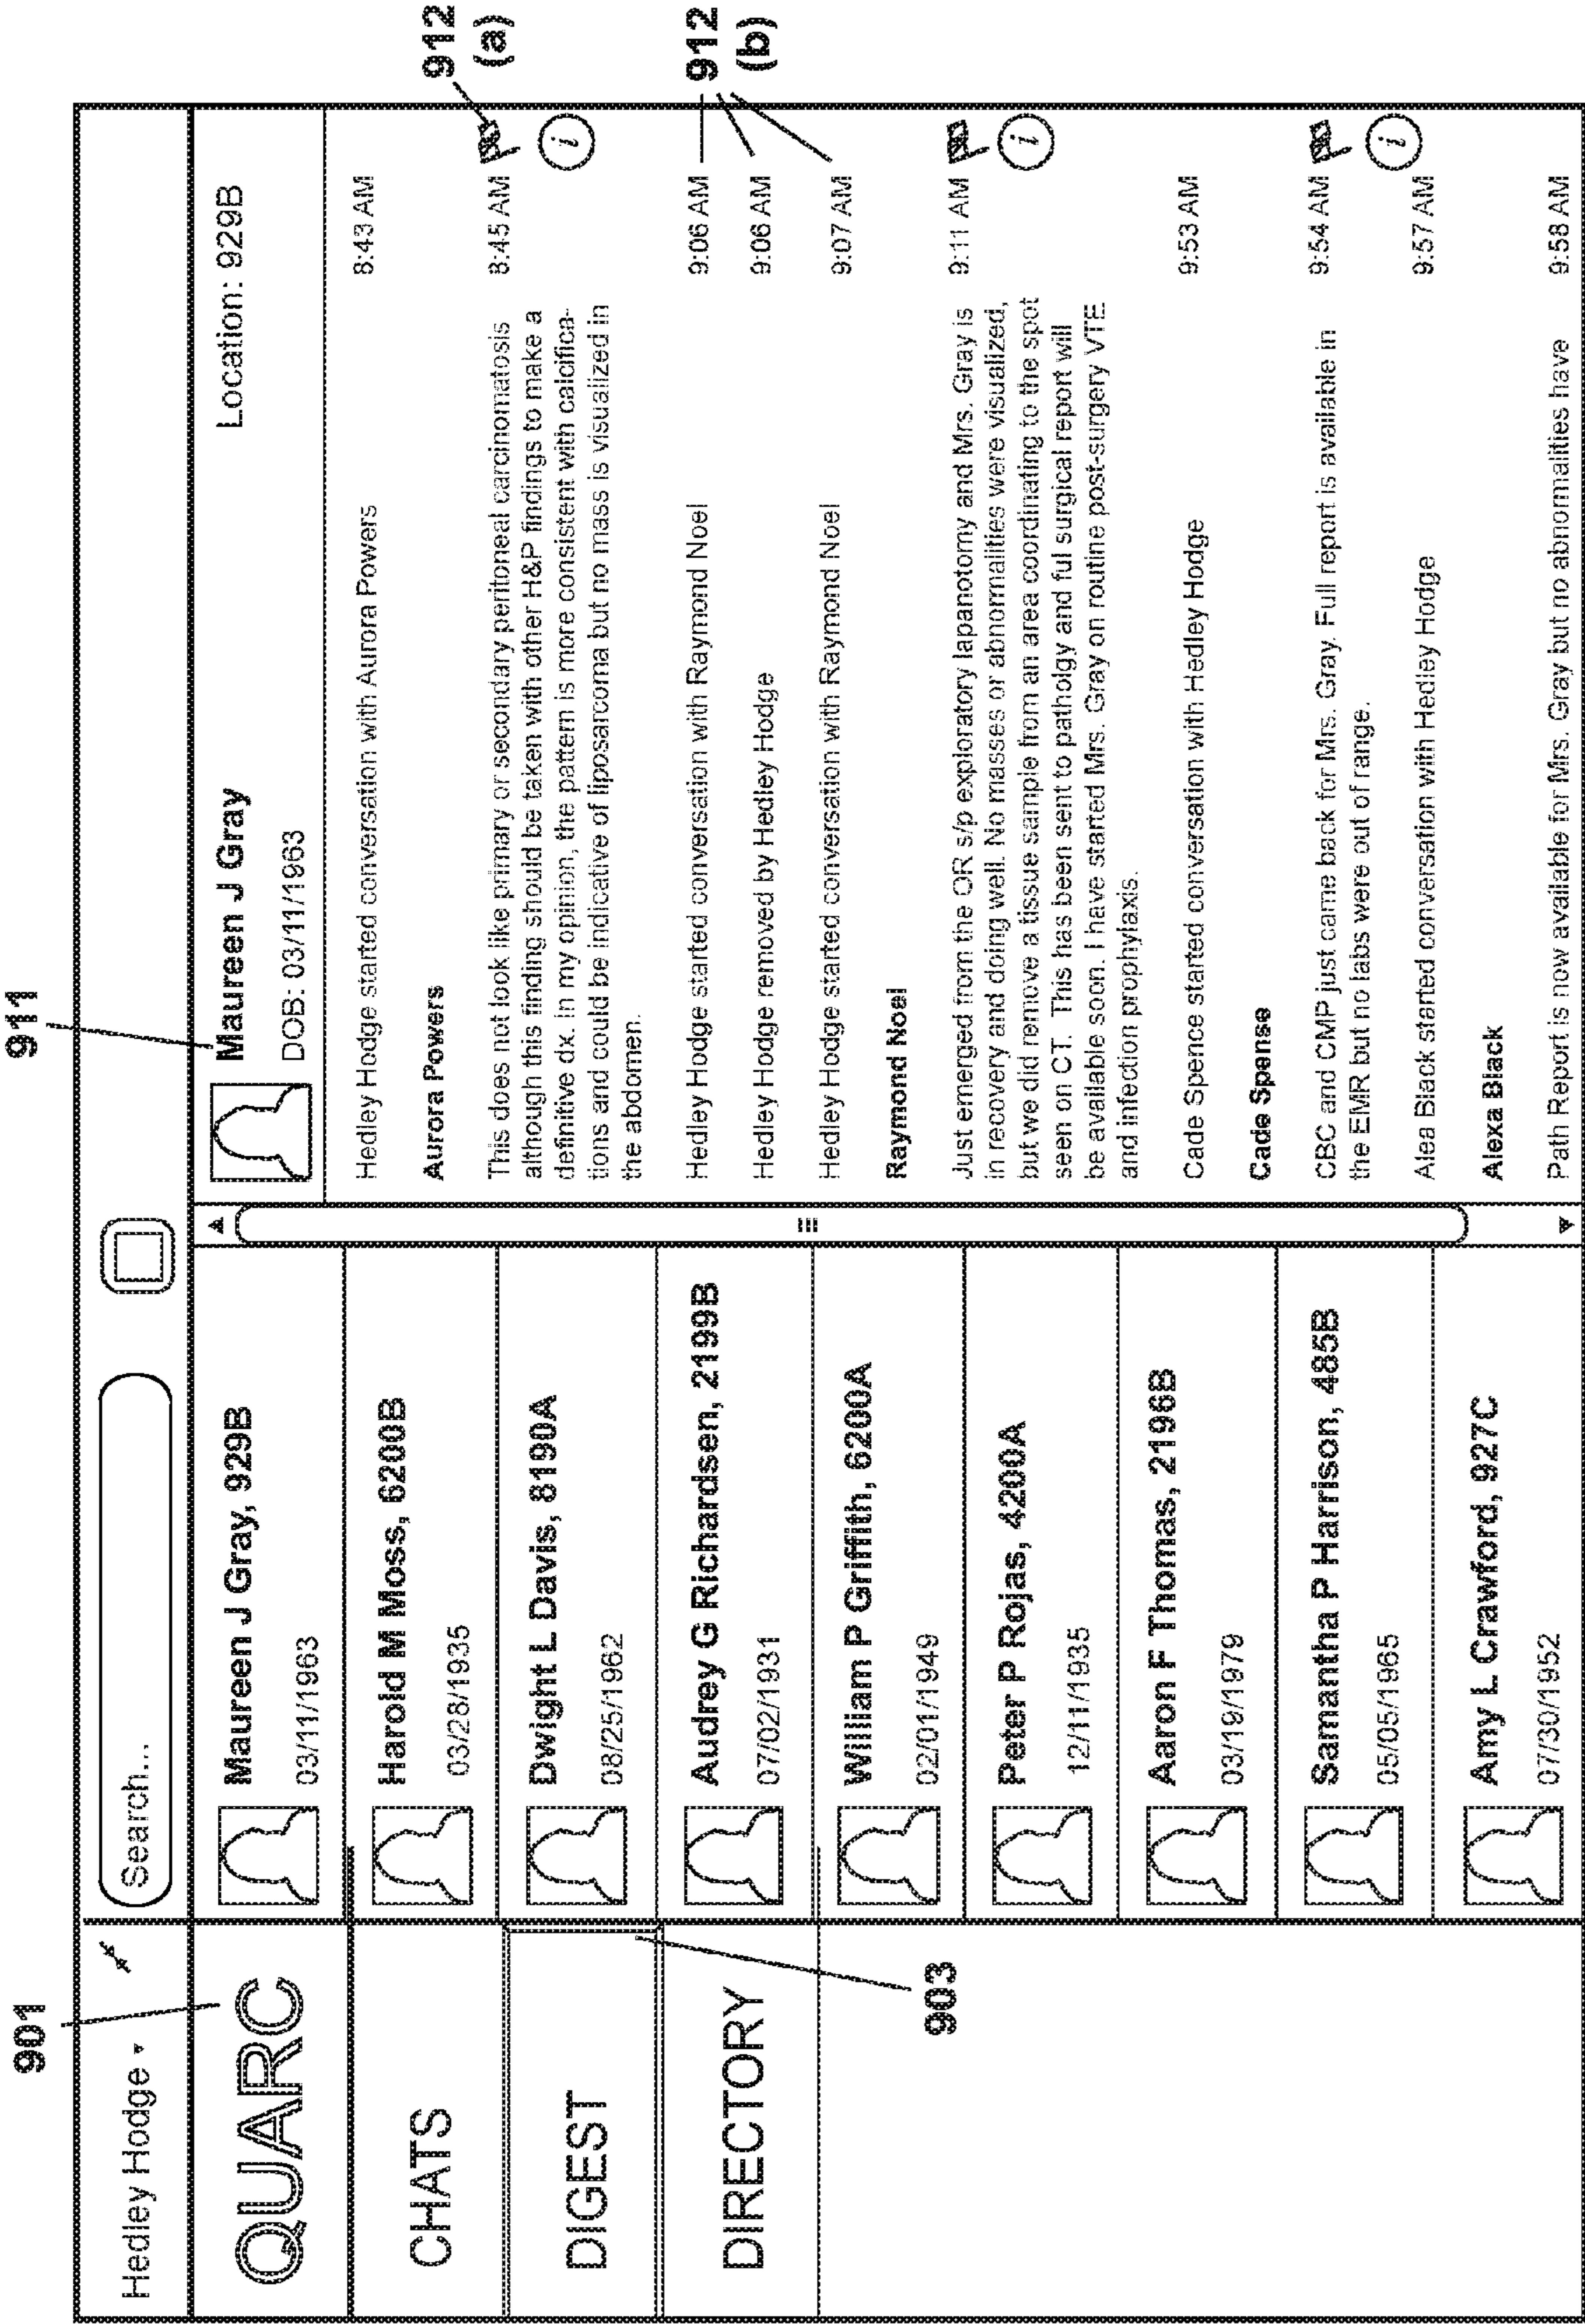 901
911
Hedley Hodge
Search...
QUARC
CHATS
DIGEST
DIRECTORY
903
Maureen J Gray, 929B
03/11/1963
Harold M Moss, 6200B
03/28/1935
Dwight L Davis, 8190A
08/25/1962
Audrey G Richardsen, 2199B
07/02/1931
William P Griffith, 6200A
02/01/1949
Peter P Rojas, 4200A
12/11/1935
Aaron F Thomas, 2196B
03/19/1979
Samantha P Harrison, 485B
05/05/1965
Amy L Crawford, 927C
07/30/1952
Maureen J Gray
Location: 929B
DOB: 03/11/1963
Hedley Hodge started conversation with Aurora Powers 8:43 AM
Aurora Powers
912
(a)
This does not look like primary or secondary peritoneal carcinomatosis 8:45 AM
although this finding should be taken with other H&P findings to make a
i
definitive dx. In my opinion, the pattern is more consistent with calcifica-
tions and could be indicative of liposarcoma but no mass is visualized in
the abdomen.
912
(b)
Hedley Hodge started conversation with Raymond Noel 9:06 AM
Hedley Hodge removed by Hedley Hodge 9:06 AM
Hedley Hodge started conversation with Raymond Noel 9:07 AM
Raymond Noel
Just emerged from the OR s/p exploratory lapanotomy and Mrs. Gray is 9:11 AM
in recovery and doing well. No masses or abnormalities were visualized,
i
but we did remove a tissue sample from an area coordinating to the spot
seen on CT. This has been sent to patholgy and ful surgical report will
be available soon. I have started Mrs. Gray on routine post-surgery VTE
and infection prophylaxis.
Cade Spence started conversation with Hedley Hodge 9:53 AM
Cade Spense
CBC and CMP just came back for Mrs. Gray. Full report is available in 9:54 AM
the EMR but no labs were out of range.
i
Alea Black started conversation with Hedley Hodge 9:57 AM
Alexa Black
Path Report is now available for Mrs. Gray but no abnormalities have 9:58 AM